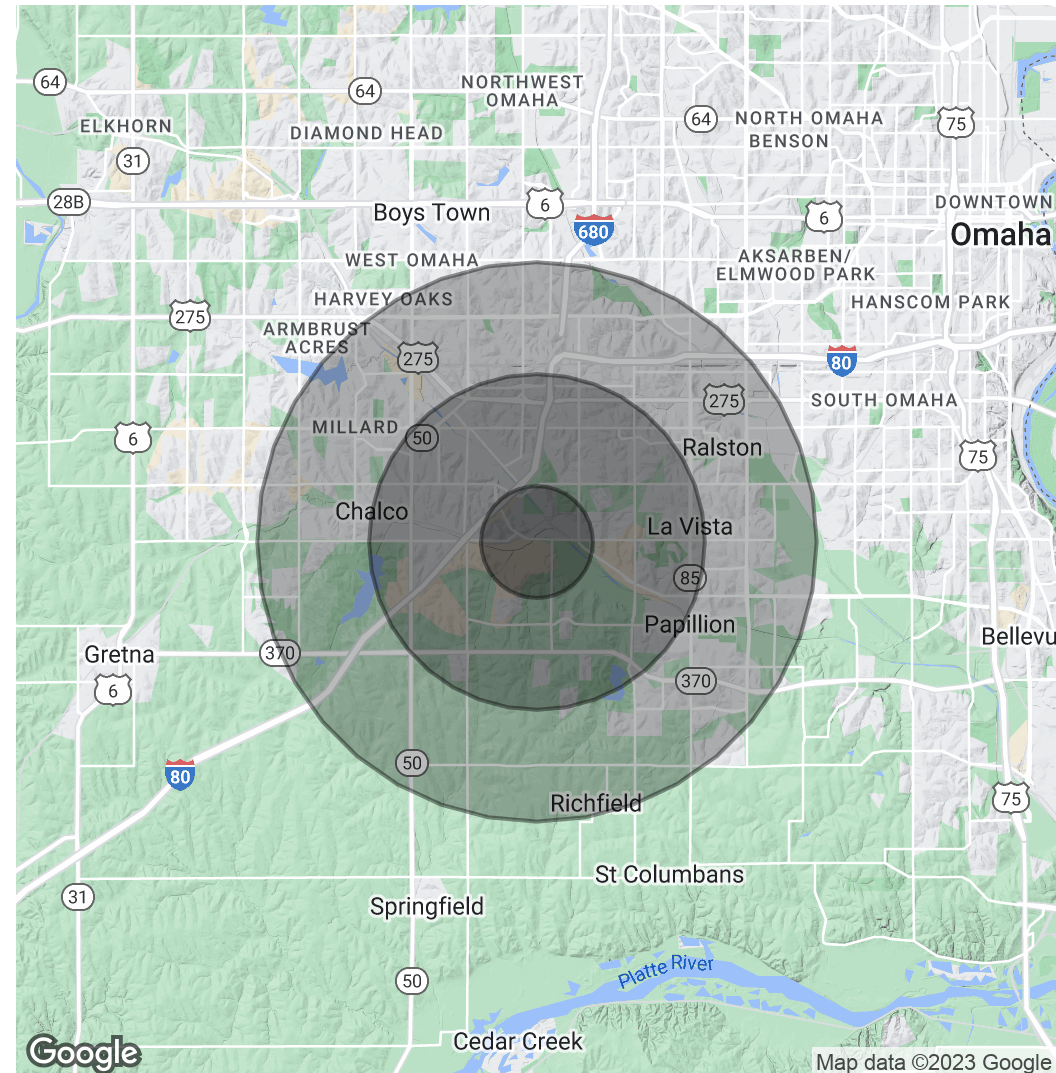 64
64
NORTHWEST
OMAHA
64
NORTH OMAHA
BENSON
75
ELKHORN
DIAMOND HEAD
31
28B
Boys Town
6
680
6
DOWNTOWN
Omaha
WEST OMAHA
AKSARBEN/
ELMWOOD PARK
HARVEY OAKS
HANSCOM PARK
275
ARMBRUST
ACRES
275
80
275
SOUTH OMAHA
MILLARD
50
6
Ralston
75
Chalco
La Vista
85
Papillion
Bellevu
Gretna
370
6
370
80
50
Richfield
75
St Columbans
31
Springfield
Platte River
50
Cedar Creek
Google
Map data ©2023 Google